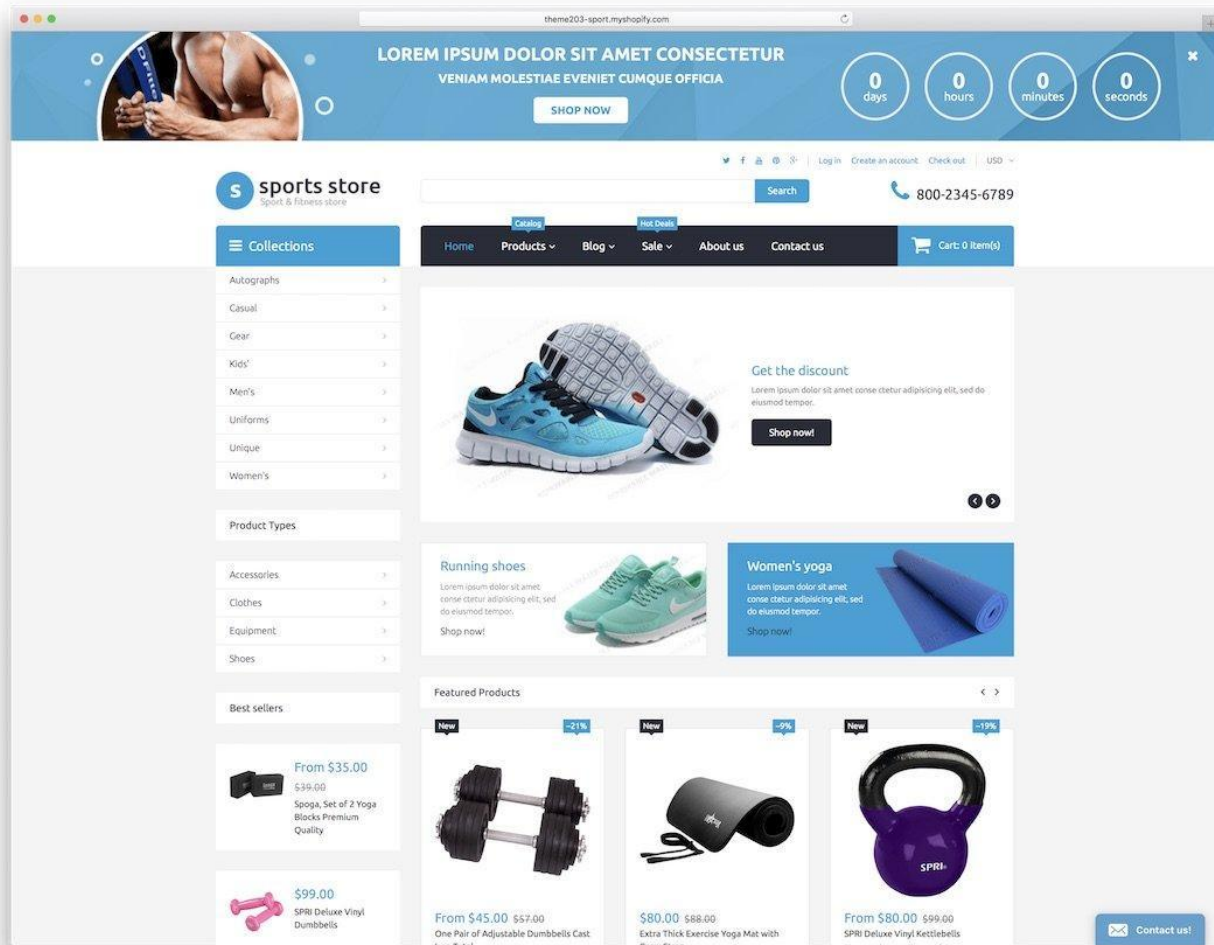 theme203-sport.myshopify.com
LOREM IPSUM DOLOR SIT AMET CONSECTETUR
VENIAM MOLESTIAE EVENIET CUMQUE OFFICIA
SHOP NOW
0 days
0 hours
0 minutes
0 seconds
Log in Create an account Check out USD
S sports store
Sport & fitness store
Search
800-2345-6789
Collections
Catalog
Hot Deals
Home Products Blog Sale About us Contact us
Cart: 0 item(s)
Autographs
Casual
Gear
Kids'
Men's
Uniforms
Unique
Women's
Get the discount
Lorem ipsum dolor sit amet conse ctetur adipisicing elit, sed do
eiusmod tempor.
Shop now!
Product Types
Accessories
Clothes
Equipment
Shoes
Running shoes
Lorem ipsum dolor sit amet
conse ctetur adipisicing elit, sed
do eiusmod tempor.
Shop now!
Women's yoga
Lorem ipsum dolor sit amet
conse ctetur adipisicing elit, sed
do eiusmod tempor.
Shop now!
Best sellers
From $35.00
$39.00
Spoga, Set of 2 Yoga
Blocks Premium
Quality
$99.00
SPRI Deluxe Vinyl
Dumbbells
Featured Products
New -21%
From $45.00 $57.00
One Pair of Adjustable Dumbbells Cast
New -9%
$80.00 $88.00
Extra Thick Exercise Yoga Mat with
New -19%
SPRI
From $80.00 $99.00
SPRI Deluxe Vinyl Kettlebells
Contact us!